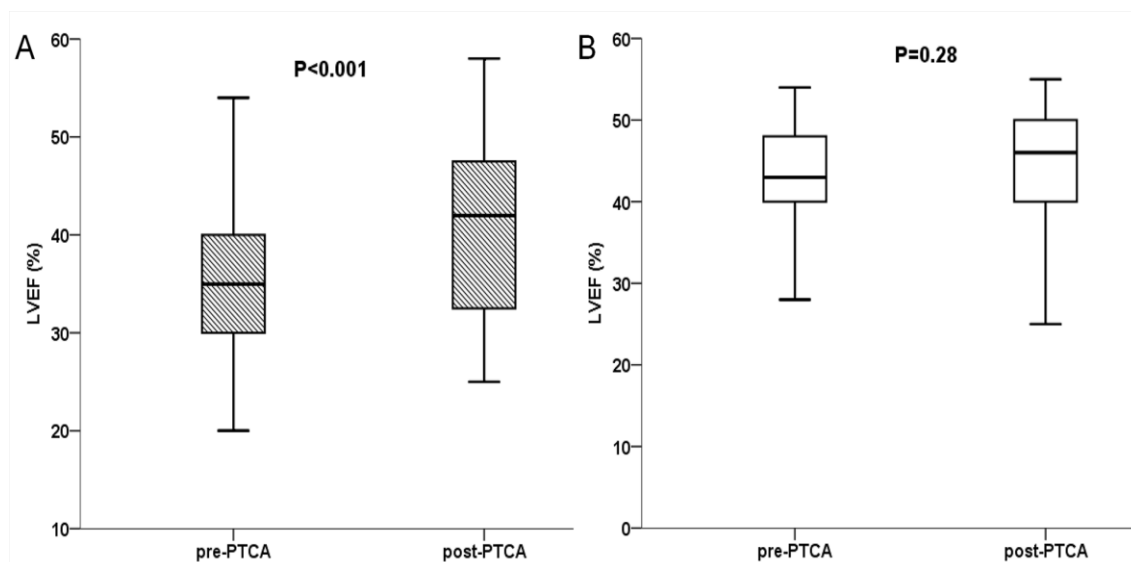 A
P<0.001
LVEF (%)
60
50
40
30
20
10
pre-PTCA
post-PTCA
B
P=0.28
LVEF (%)
60
50
40
30
20
10
0
pre-PTCA
post-PTCA